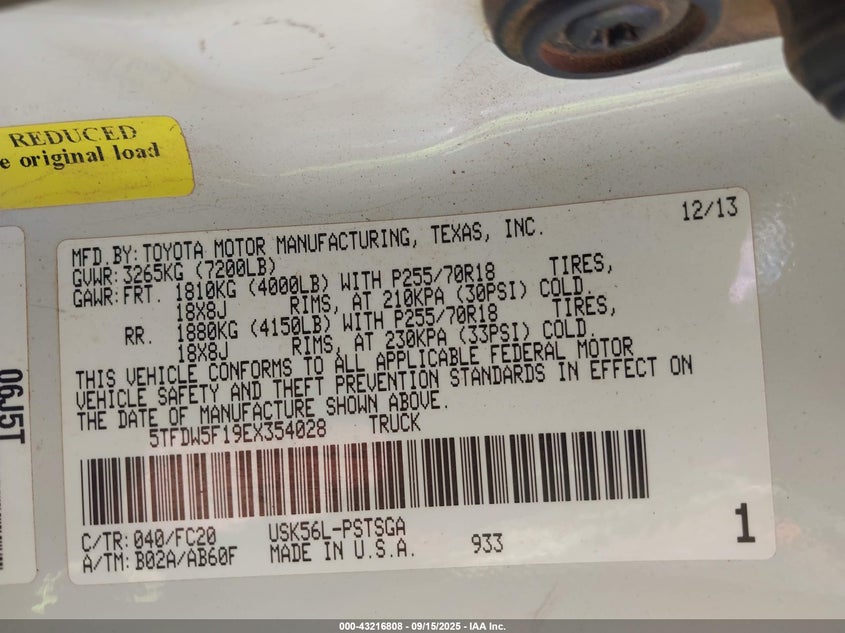 REDUCED
e original load
12/13
MFD.BY:TOYOTA MOTOR MANUFACTURING, TEXAS, INC.
GVWR:3265KG (7200LB)
GAWR:FRT. 1810KG (4000LB) WITH P255/70R18 TIRES,
18X8J RIMS, AT 210KPA (30PSI) COLD.
RR. 1880KG (4150LB) WITH P255/70R18 TIRES,
18X8J RIMS, AT 230KPA (33PSI) COLD.
THIS VEHICLE CONFORMS TO ALL APPLICABLE FEDERAL MOTOR
VEHICLE SAFETY AND THEFT PREVENTION STANDARDS IN EFFECT ON
THE DATE OF MANUFACTURE SHOWN ABOVE.
5TFDW5F19EX354028 TRUCK
C/TR:040/FC20 USK56L-PSTSGA
A/TM:B02A/AB60F MADE IN U.S.A. 933
1
06J5T
000-43216808 - 09/15/2025 - IAA Inc.